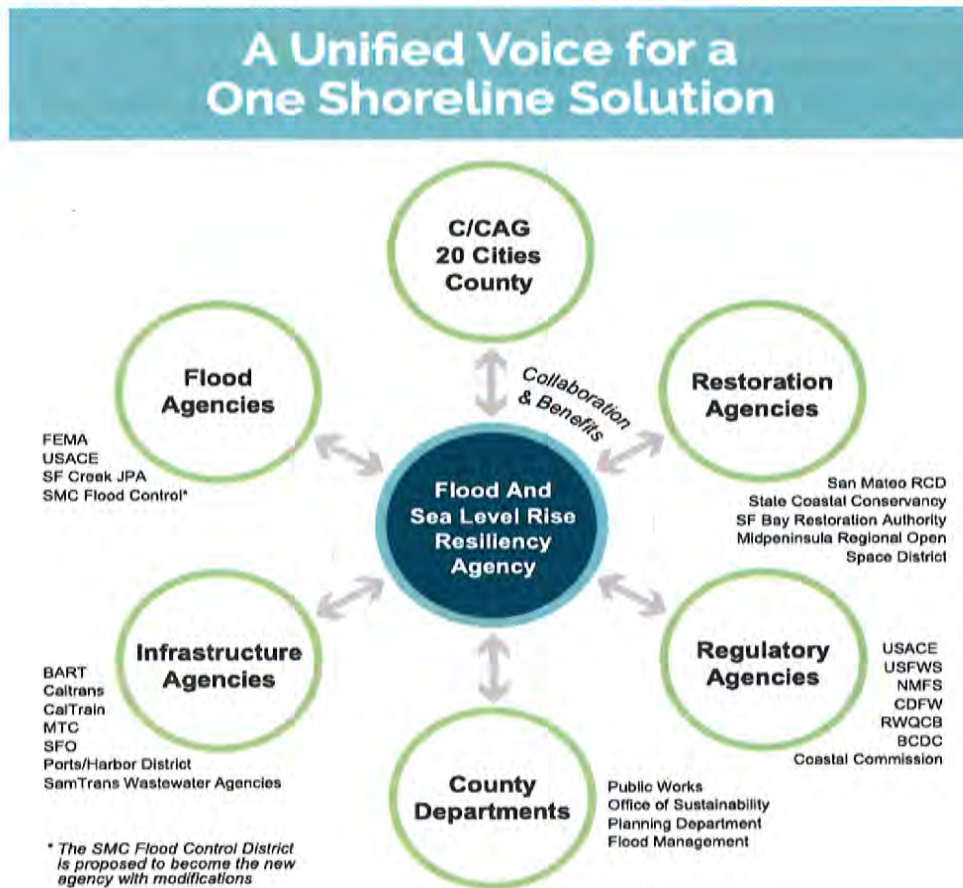 A Unified Voice for a
One Shoreline Solution
C/CAG
20 Cities
County
Flood
Agencies
FEMA
USACE
SF Creek JPA
SMC Flood Control*
Collaboration
& Benefits
Restoration
Agencies
San Mateo RCD
State Coastal Conservancy
SF Bay Restoration Authority
Midpeninsula Regional Open
Space District
Flood And
Sea Level Rise
Resiliency
Agency
Infrastructure
Agencies
BART
Caltrans
CalTrain
MTC
SFO
Ports/Harbor District
SamTrans Wastewater Agencies
Regulatory
Agencies
USACE
USFWS
NMFS
CDFW
RWQCB
BCDC
Coastal Commission
County
Departments
Public Works
Office of Sustainability
Planning Department
Flood Management
* The SMC Flood Control District
is proposed to become the new
agency with modifications